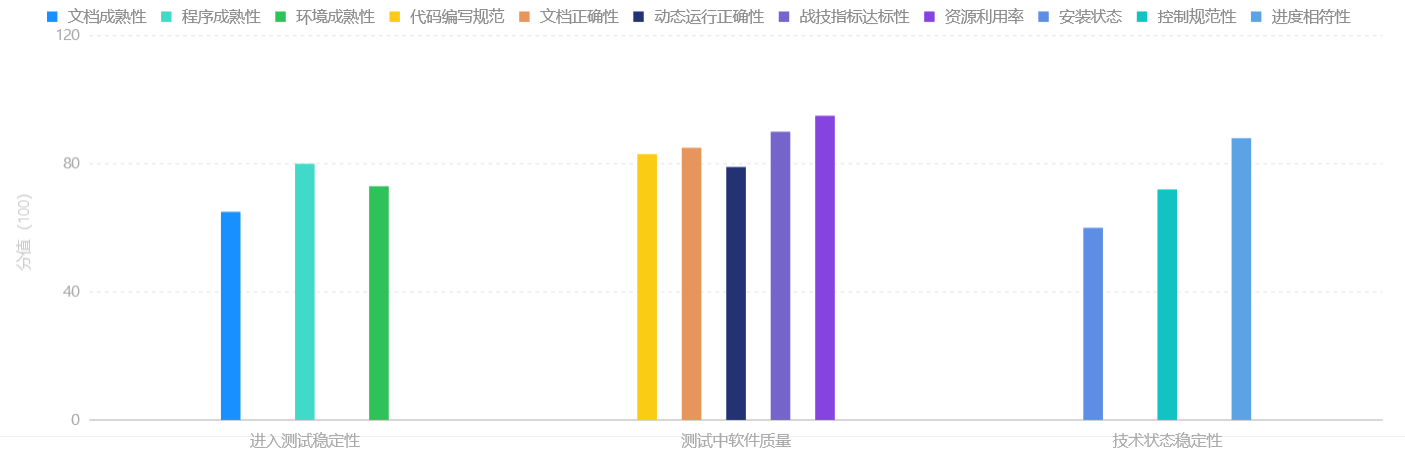 文档成熟性 程序成熟性 环境成熟性 代码编写规范 文档正确性 动态运行正确性 战技指标达标性 资源利用率 安装状态 控制规范性 进度相符性
120
80
40
0
分值（100）
进入测试稳定性 测试中软件质量 技术状态稳定性